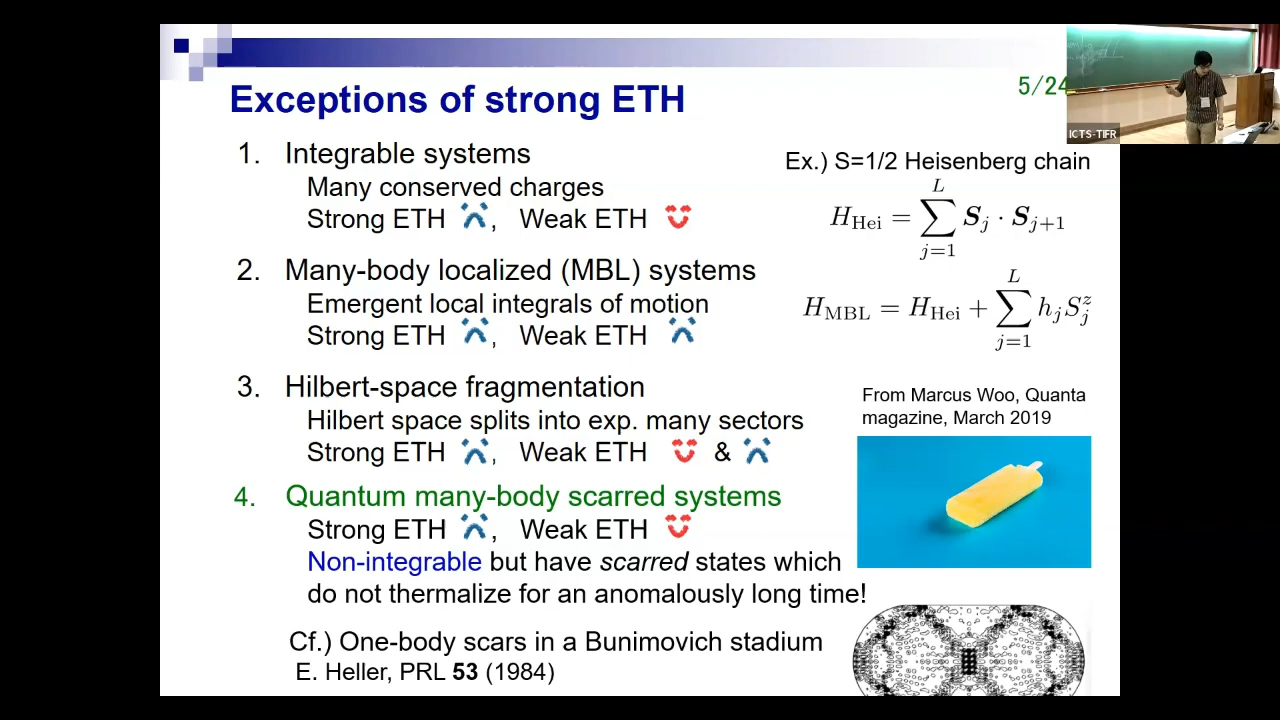 Exceptions of strong ETH
5/24
ICTS-TIFR
1. Integrable systems
Many conserved charges
Strong ETH , Weak ETH
Ex.) S=1/2 Heisenberg chain
H_Hei = ∑_{j=1}^{L} S_j · S_{j+1}
2. Many-body localized (MBL) systems
Emergent local integrals of motion
Strong ETH , Weak ETH
H_MBL = H_Hei + ∑_{j=1}^{L} h_j S_j^z
3. Hilbert-space fragmentation
Hilbert space splits into exp. many sectors
Strong ETH , Weak ETH &
From Marcus Woo, Quanta
magazine, March 2019
4. Quantum many-body scarred systems
Strong ETH , Weak ETH
Non-integrable but have scarred states which
do not thermalize for an anomalously long time!
Cf.) One-body scars in a Bunimovich stadium
E. Heller, PRL 53 (1984)